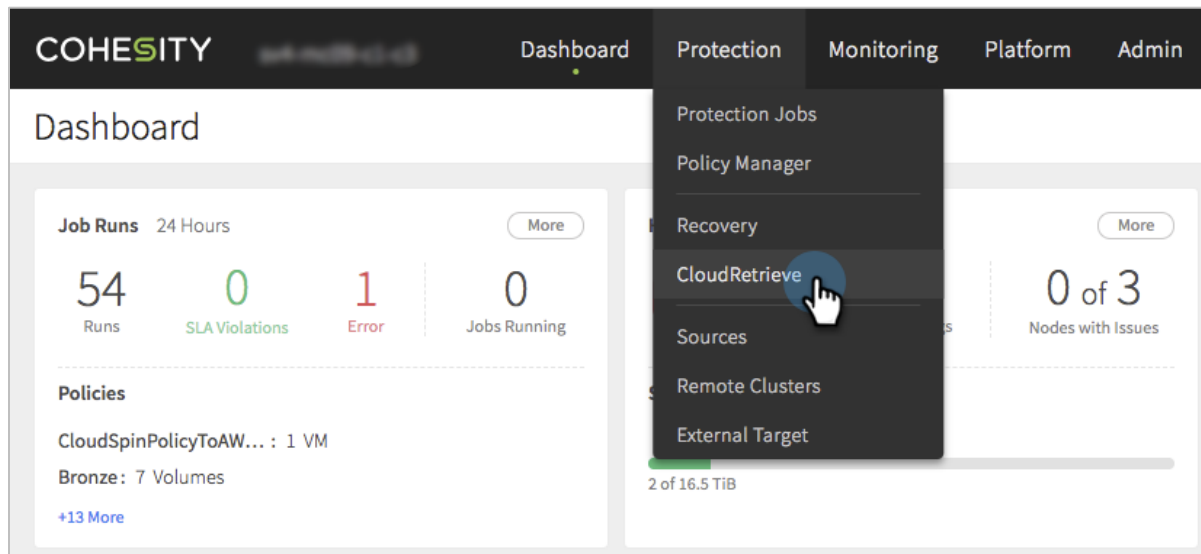 COHESITY
Dashboard Protection Monitoring Platform Admin
Dashboard
Protection Jobs
Policy Manager
Recovery
CloudRetrieve
Sources
Remote Clusters
External Target
Job Runs 24 Hours More
54 0 1 0
Runs SLA Violations Error Jobs Running
Policies
CloudSpinPolicyToAW... : 1 VM
Bronze: 7 Volumes
+13 More
More
0 of 3
Nodes with Issues
2 of 16.5 TiB